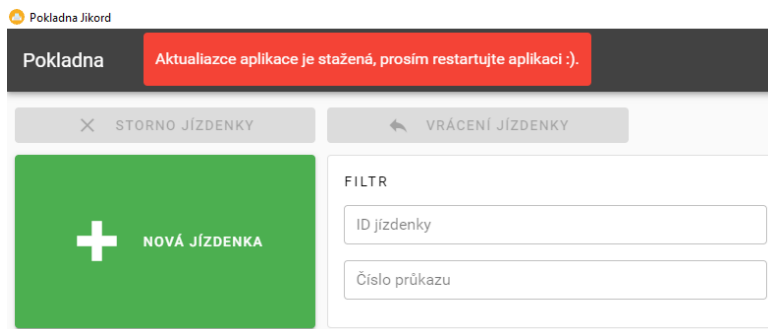 Pokladna Jikord
Pokladna
Aktualiazce aplikace je stažená, prosím restartujte aplikaci :).
STORNO JÍZDENKY
VRÁCENÍ JÍZDENKY
NOVÁ JÍZDENKA
FILTR
ID jízdenky
Číslo průkazu